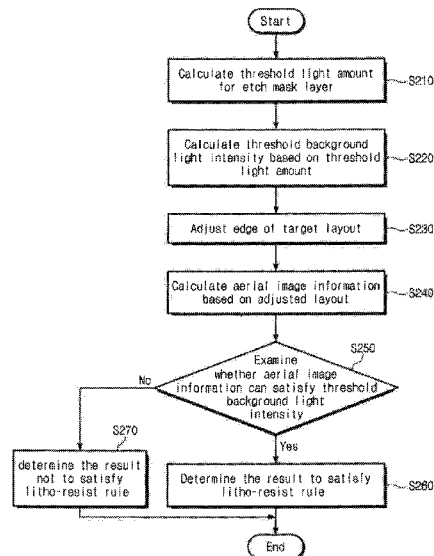 Start
Calculate threshold light amount
for etch mask layer
S210
Calculate threshold background
light intensity based on threshold
light amount
S220
Adjust edge of target layout
S230
Calculate aerial image information
based on adjusted layout
S240
S250
Examine
whether aerial image
information can satisfy threshold
background light
intensity
No
Yes
S270
determine the result
not to satisfy
litho-resist rule
Determine the result to satisfy
litho-resist rule
S260
End